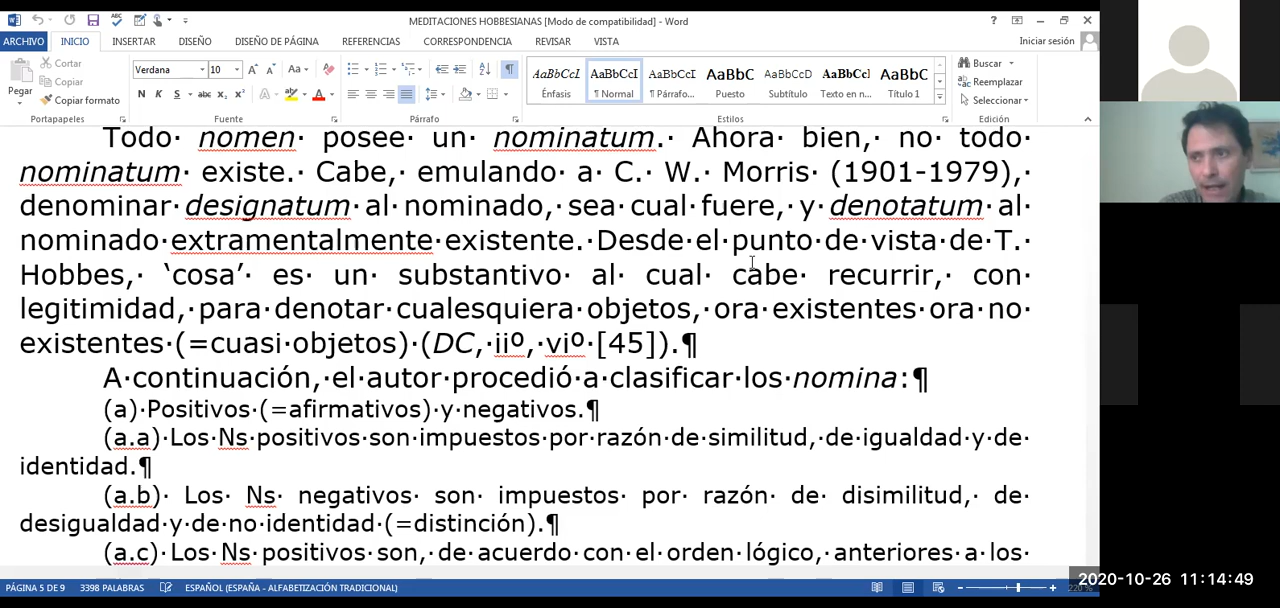 MEDITACIONES HOBBESIANAS [Modo de compatibilidad] - Word
ARCHIVO INICIO INSERTAR DISEÑO DISEÑO DE PÁGINA REFERENCIAS CORRESPONDENCIA REVISAR VISTA Iniciar sesión
Pegar
Cortar
Copiar
Copiar formato
Portapapeles
Verdana 10
Fuente
Párrafo
AaBbCcI AaBbCcI AaBbCcI AaBbC AaBbCcD AaBbCcI AaBbC
Énfasis ¶ Normal ¶ Párrafo... Puesto Subtítulo Texto en n... Título 1
Estilos
Buscar
Reemplazar
Seleccionar
Edición
Todo· nomen· posee· un· nominatum.· Ahora· bien,· no· todo·
nominatum· existe.· Cabe,· emulando· a· C.· W.· Morris· (1901-1979),·
denominar·designatum·al·nominado,·sea·cual·fuere,·y·denotatum·al·
nominado·extramentalmente·existente.·Desde·el·punto·de·vista·de·T.·
Hobbes,· ‘cosa’· es· un· substantivo· al· cual· cabe· recurrir,· con·
legitimidad,·para·denotar·cualesquiera·objetos,·ora·existentes·ora·no·
existentes·(=cuasi·objetos)·(DC,·iiº,·viº·[45]).¶
A·continuación,·el·autor·procedió·a·clasificar·los·nomina:¶
(a)·Positivos·(=afirmativos)·y·negativos.¶
(a.a)·Los·Ns·positivos·son·impuestos·por·razón·de·similitud,·de·igualdad·y·de·
identidad.¶
(a.b)· Los· Ns· negativos· son· impuestos· por· razón· de· disimilitud,· de·
desigualdad·y·de·no·identidad·(=distinción).¶
(a.c)·Los·Ns·positivos·son,·de·acuerdo·con·el·orden·lógico,·anteriores·a·los·
PÁGINA 5 DE 9 3398 PALABRAS ESPAÑOL (ESPAÑA - ALFABETIZACIÓN TRADICIONAL) 220 %
2020-10-26 11:14:49